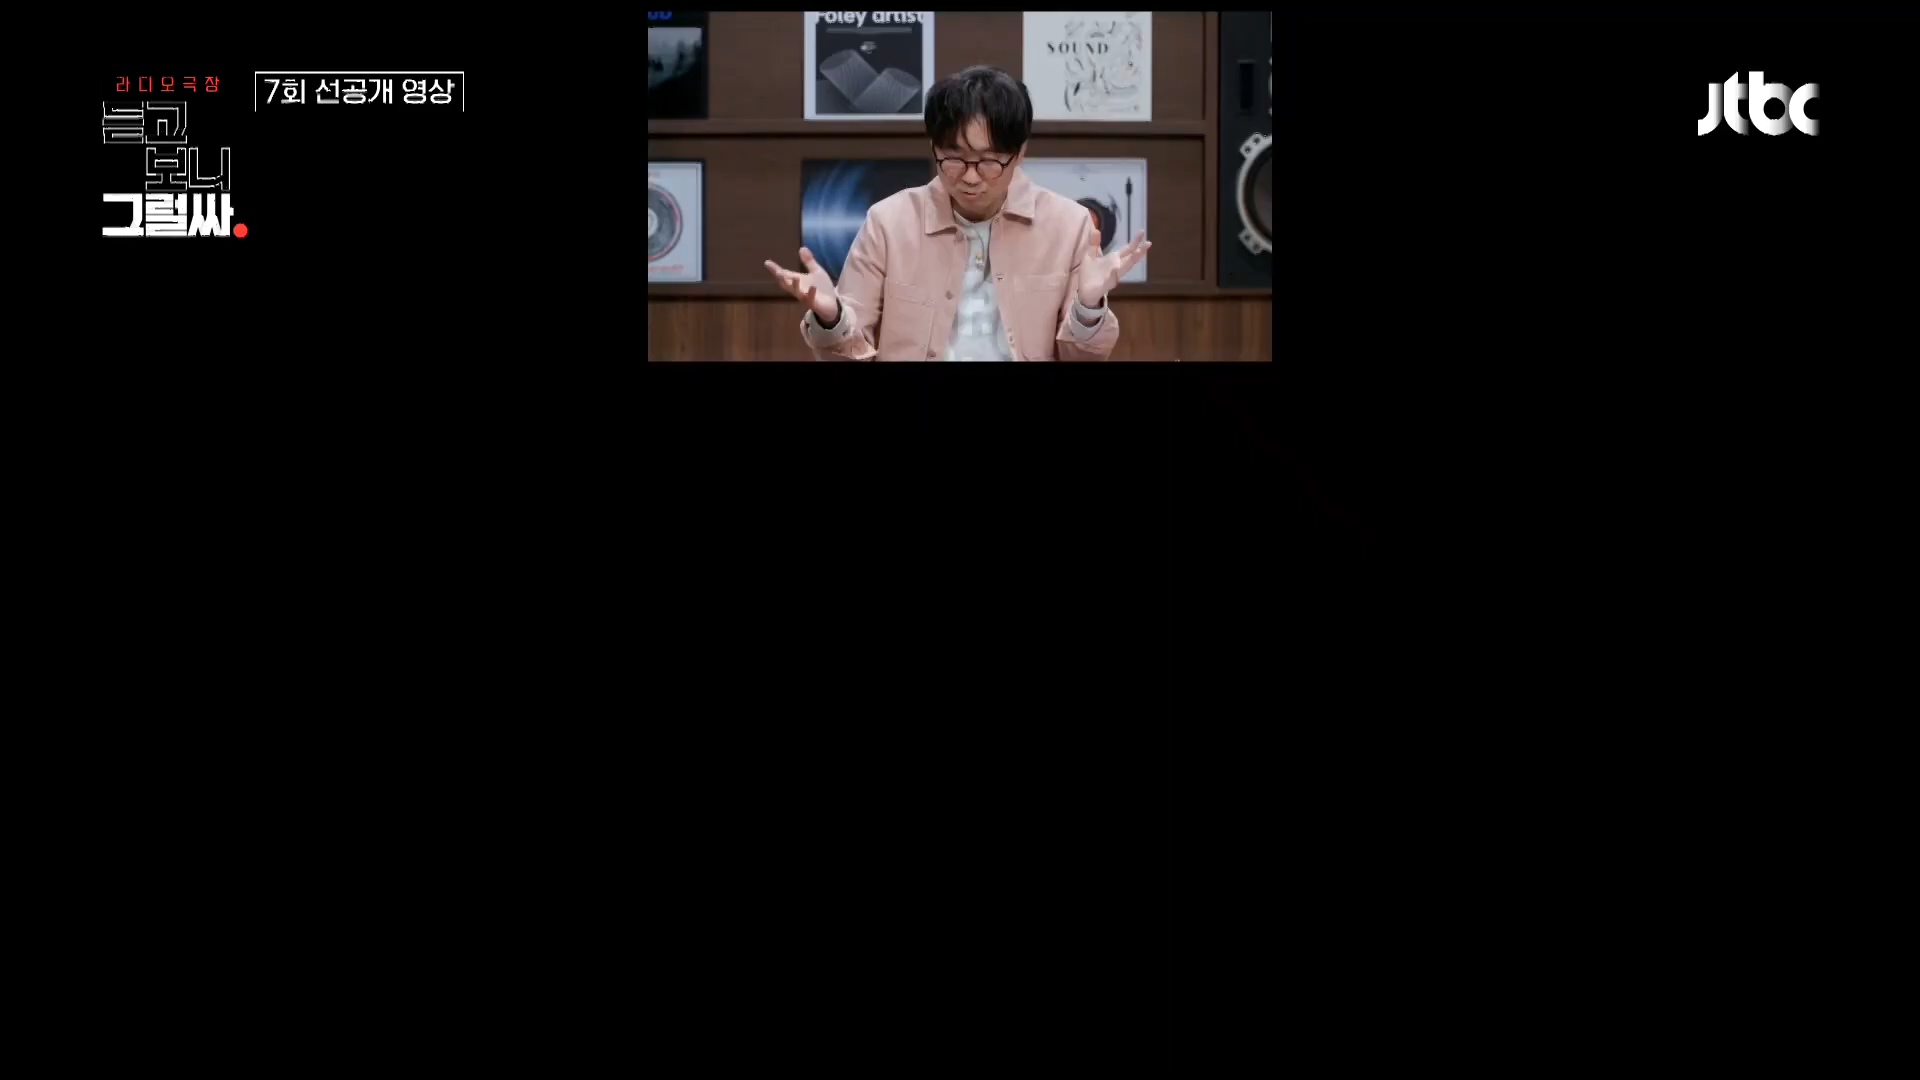 라디오극장
듣고
보니
그럴싸.
7회 선공개 영상
jtbc
Foley artist
SOUND